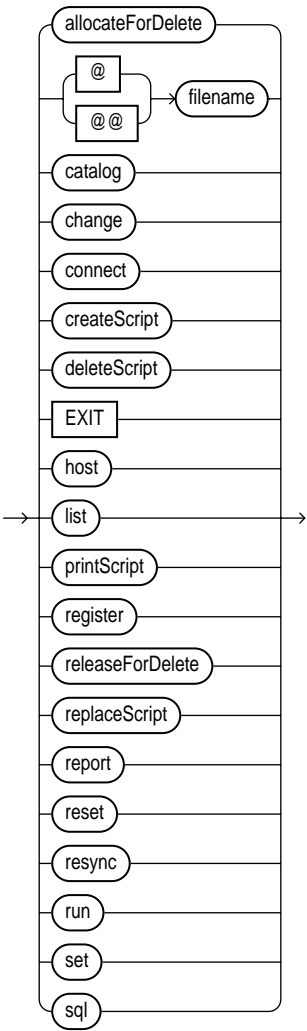 allocateForDelete
@
@@
filename
catalog
change
connect
createScript
deleteScript
EXIT
host
list
printScript
register
releaseForDelete
replaceScript
report
reset
resync
run
set
sql